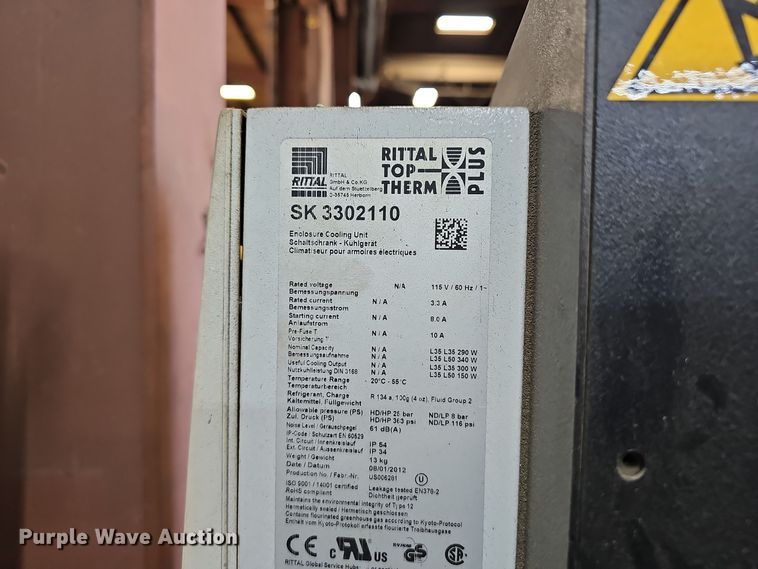 RITTAL
RITTAL
GmbH & Co.KG
Auf dem Stuetzelberg
D-35745 Herborn
RITTAL
TOP
THERM
PLUS
SK 3302110
Enclosure Cooling Unit
Schaltschrank - Kühlgerät
Climatiseur pour armoires électriques
Rated voltage N/A 115 V / 60 Hz / 1~
Bemessungsspannung
Rated current N/A 3.3 A
Bemessungsstrom
Starting current N/A 8.0 A
Anlaufstrom
Pre-Fuse T N/A 10 A
Vorsicherung T
Nominal Capacity N/A L35 L35 290 W
Bemessungsaufnahme N/A L35 L50 340 W
Useful Cooling Output N/A L35 L35 300 W
Nutzkühlleistung DIN 3168 N/A L35 L50 150 W
Temperature Range - 20°C - 55°C
Temperaturbereich
Refrigerant, Charge R 134 a, 100g (4 oz), Fluid Group 2
Kältemittel, Füllgewicht
Allowable pressure (PS) HD/HP 25 bar ND/LP 8 bar
Zul. Druck (PS) HD/HP 363 psi ND/LP 116 psi
Noise Level / Geräuschpegel 61 dB(A)
IP-Code / Schutzart EN 60529
Int. Circuit / Innenkreislauf IP 54
Ext. Circuit / Aussenkreislauf IP 34
Weight / Gewicht 13 kg
Date / Datum 08/01/2012
Production No. / Fabr.-Nr. US006281
ISO 9001 / 14001 certified Leakage tested EN378-2
RoHS compliant Dichtheit geprüft
Maintains the environmental integrity of Type 12
Hermetically sealed / Hermetisch geschlossen
Contains flourinated greenhouse gas according to Kyoto-Protocol
Enthält vom Kyoto-Protokoll erfasste flourierte Treibhausgase
CE c UL US GS SA
RITTAL Global Service Hubs
Purple Wave Auction